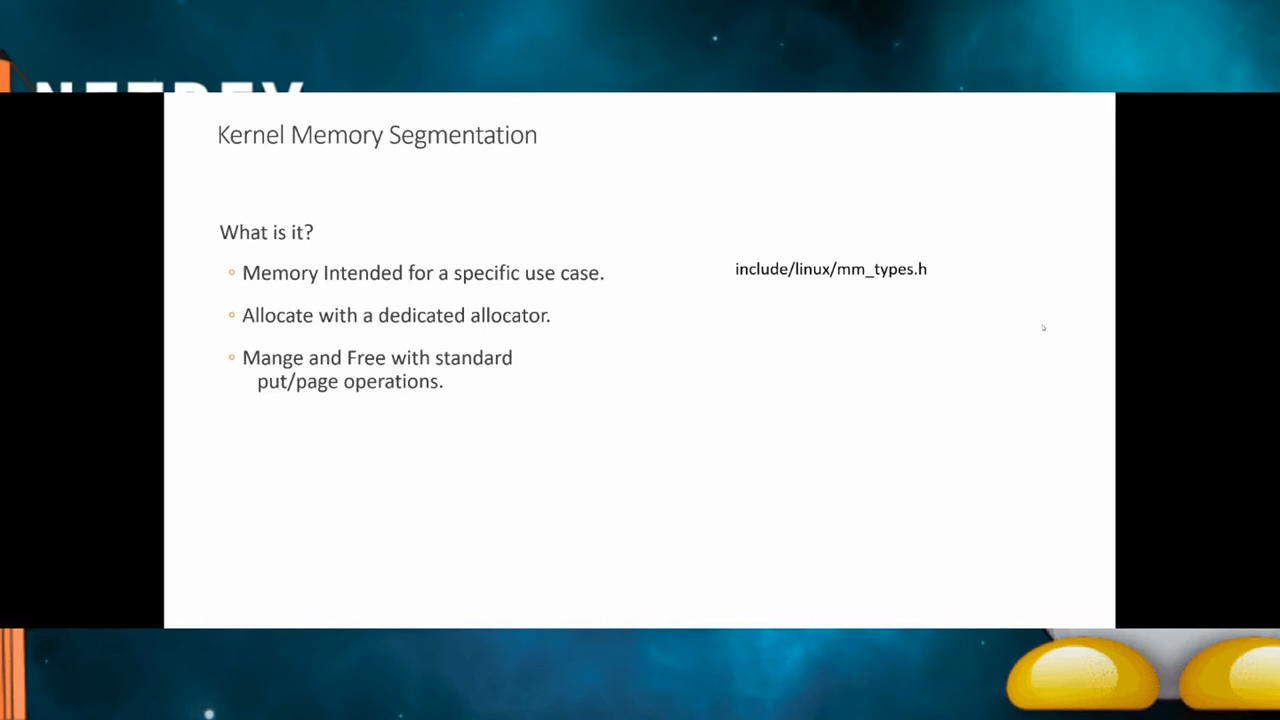 NETDEV
Kernel Memory Segmentation
What is it?
Memory Intended for a specific use case.
include/linux/mm_types.h
Allocate with a dedicated allocator.
Mange and Free with standard
put/page operations.